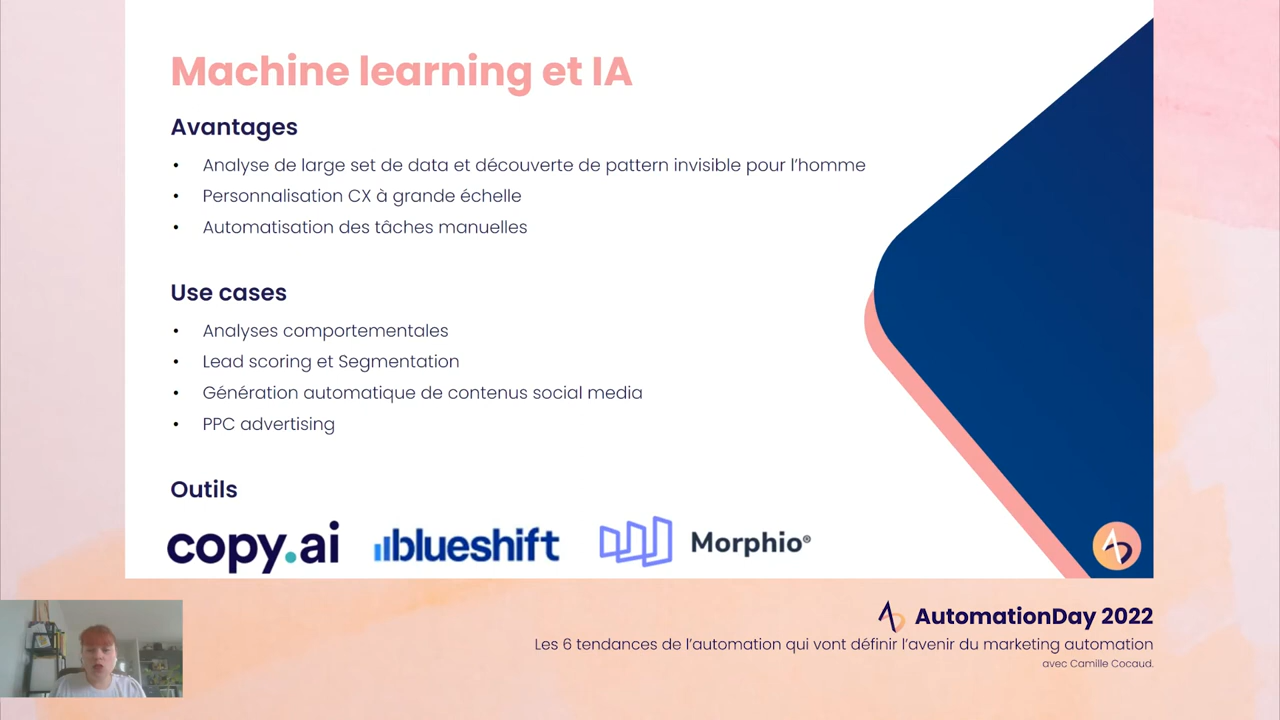 Machine learning et IA
Avantages
• Analyse de large set de data et découverte de pattern invisible pour l’homme
• Personnalisation CX à grande échelle
• Automatisation des tâches manuelles
Use cases
• Analyses comportementales
• Lead scoring et Segmentation
• Génération automatique de contenus social media
• PPC advertising
Outils
copy.ai blueshift Morphio®
AutomationDay 2022
Les 6 tendances de l’automation qui vont définir l’avenir du marketing automation
avec Camille Cocaud.